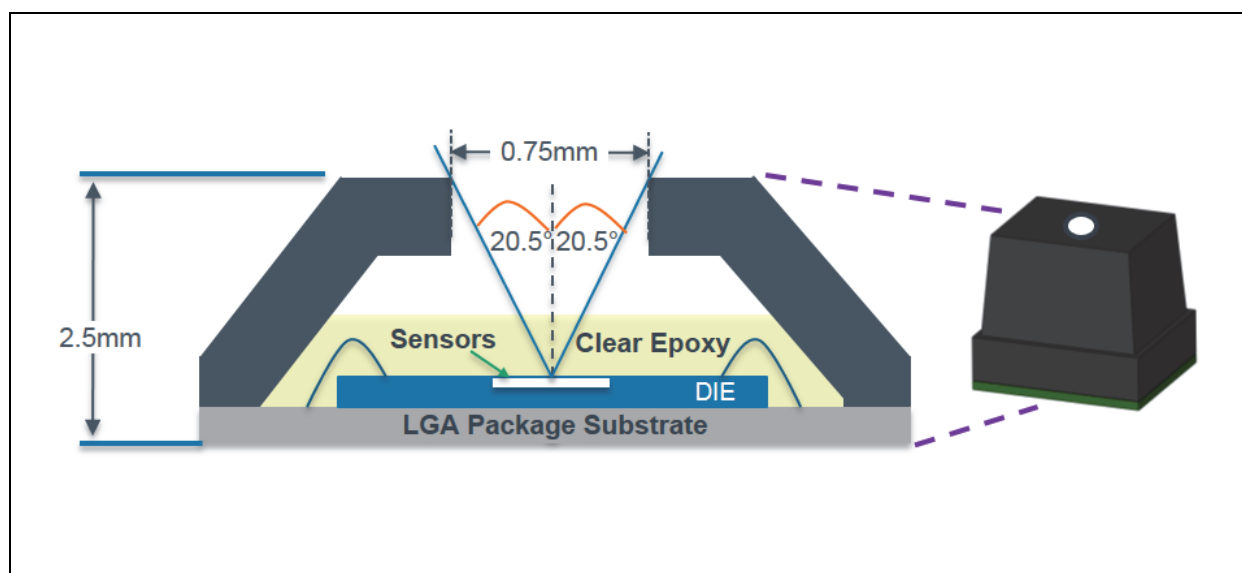 0.75mm
20.5° 20.5°
2.5mm
Sensors
Clear Epoxy
DIE
LGA Package Substrate